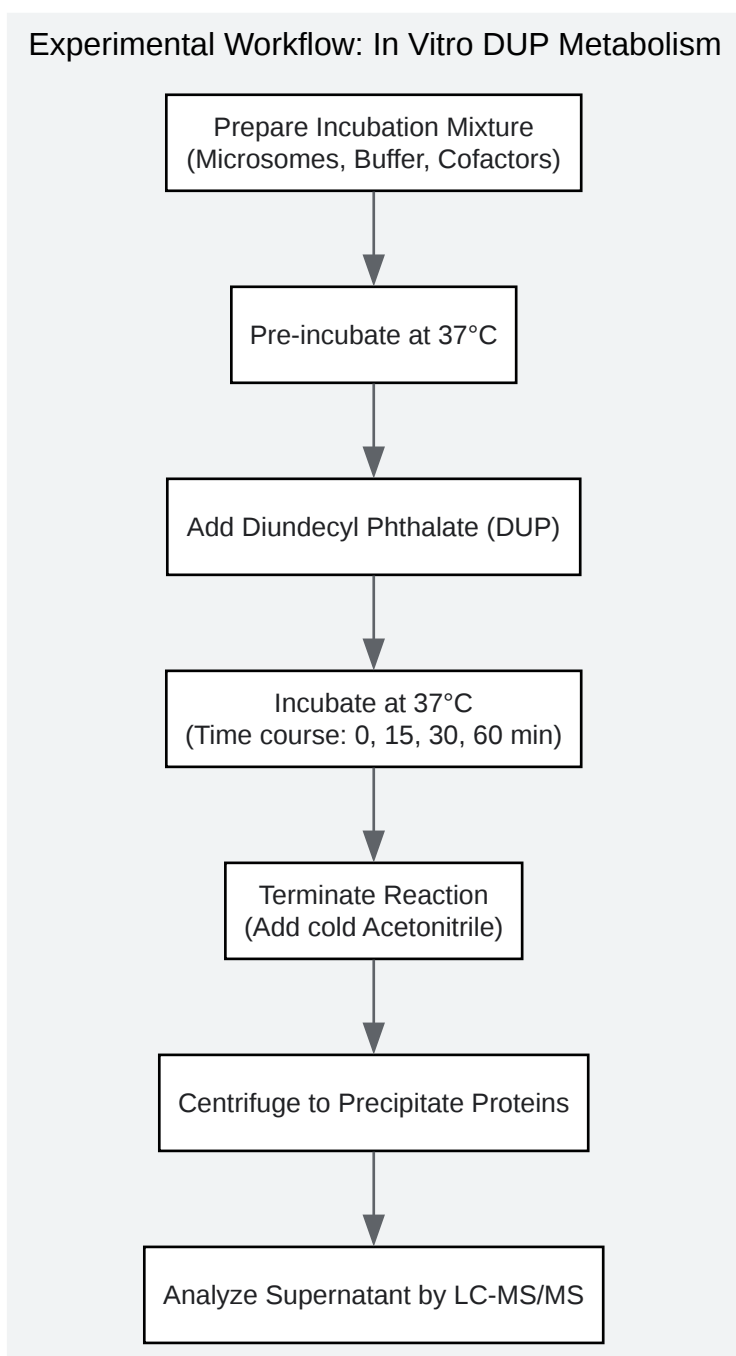 Experimental Workflow: In Vitro DUP Metabolism
Prepare Incubation Mixture
(Microsomes, Buffer, Cofactors)
Pre-incubate at 37°C
Add Diundecyl Phthalate (DUP)
Incubate at 37°C
(Time course: 0, 15, 30, 60 min)
Terminate Reaction
(Add cold Acetonitrile)
Centrifuge to Precipitate Proteins
Analyze Supernatant by LC-MS/MS